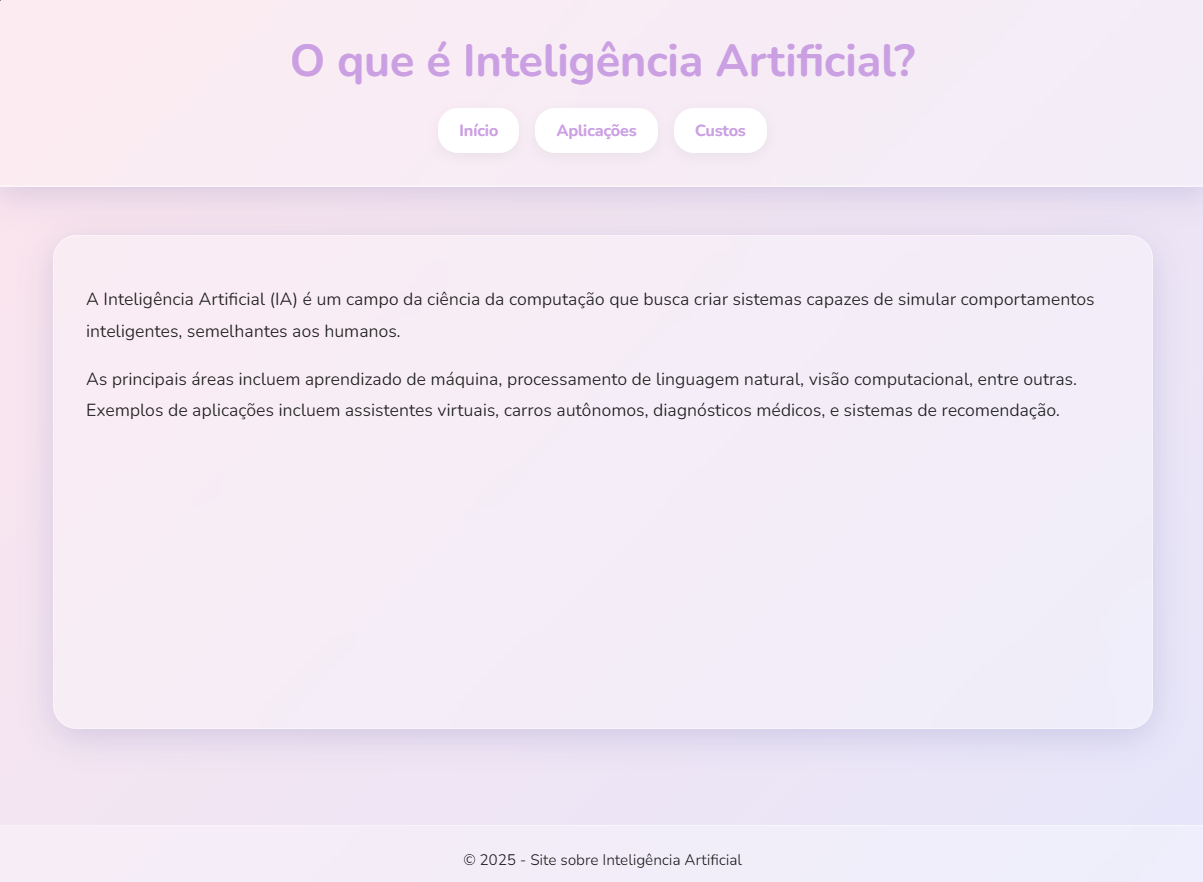 O que é Inteligência Artificial?
Início
Aplicações
Custos
A Inteligência Artificial (IA) é um campo da ciência da computação que busca criar sistemas capazes de simular comportamentos
inteligentes, semelhantes aos humanos.
As principais áreas incluem aprendizado de máquina, processamento de linguagem natural, visão computacional, entre outras.
Exemplos de aplicações incluem assistentes virtuais, carros autônomos, diagnósticos médicos, e sistemas de recomendação.
© 2025 - Site sobre Inteligência Artificial